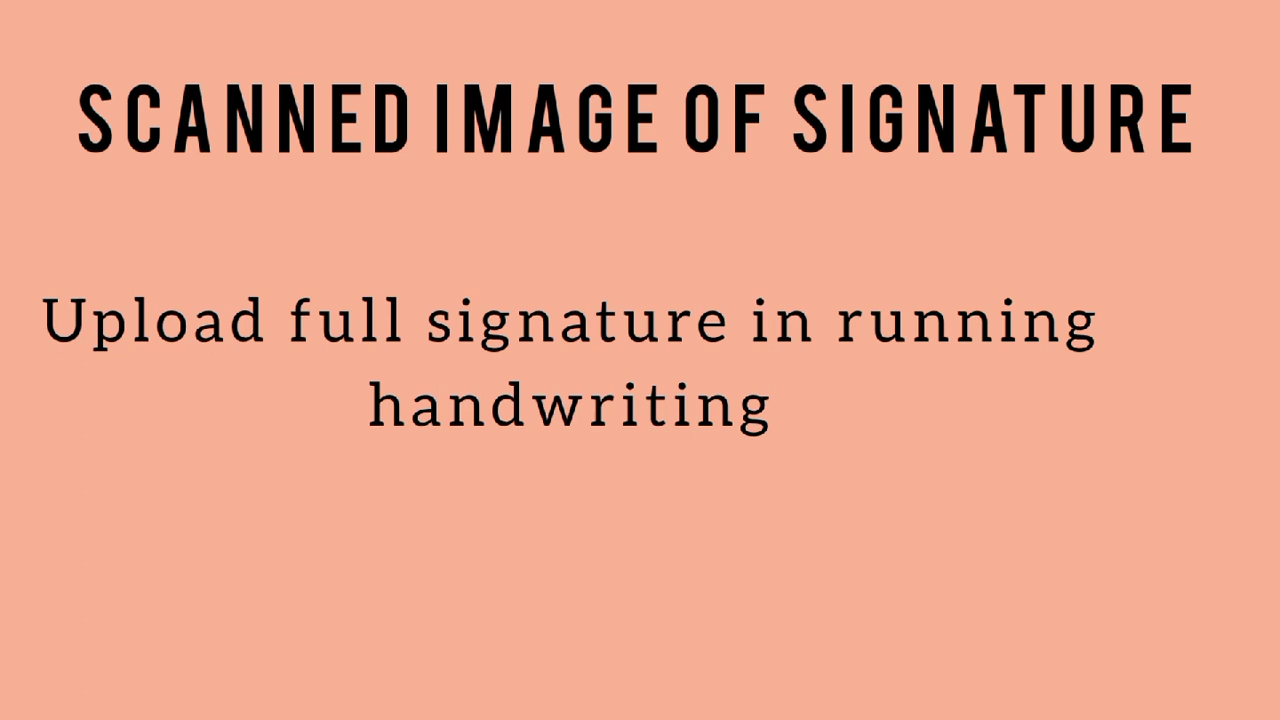 SCANNED IMAGE OF SIGNATURE
Upload full signature in running
handwriting